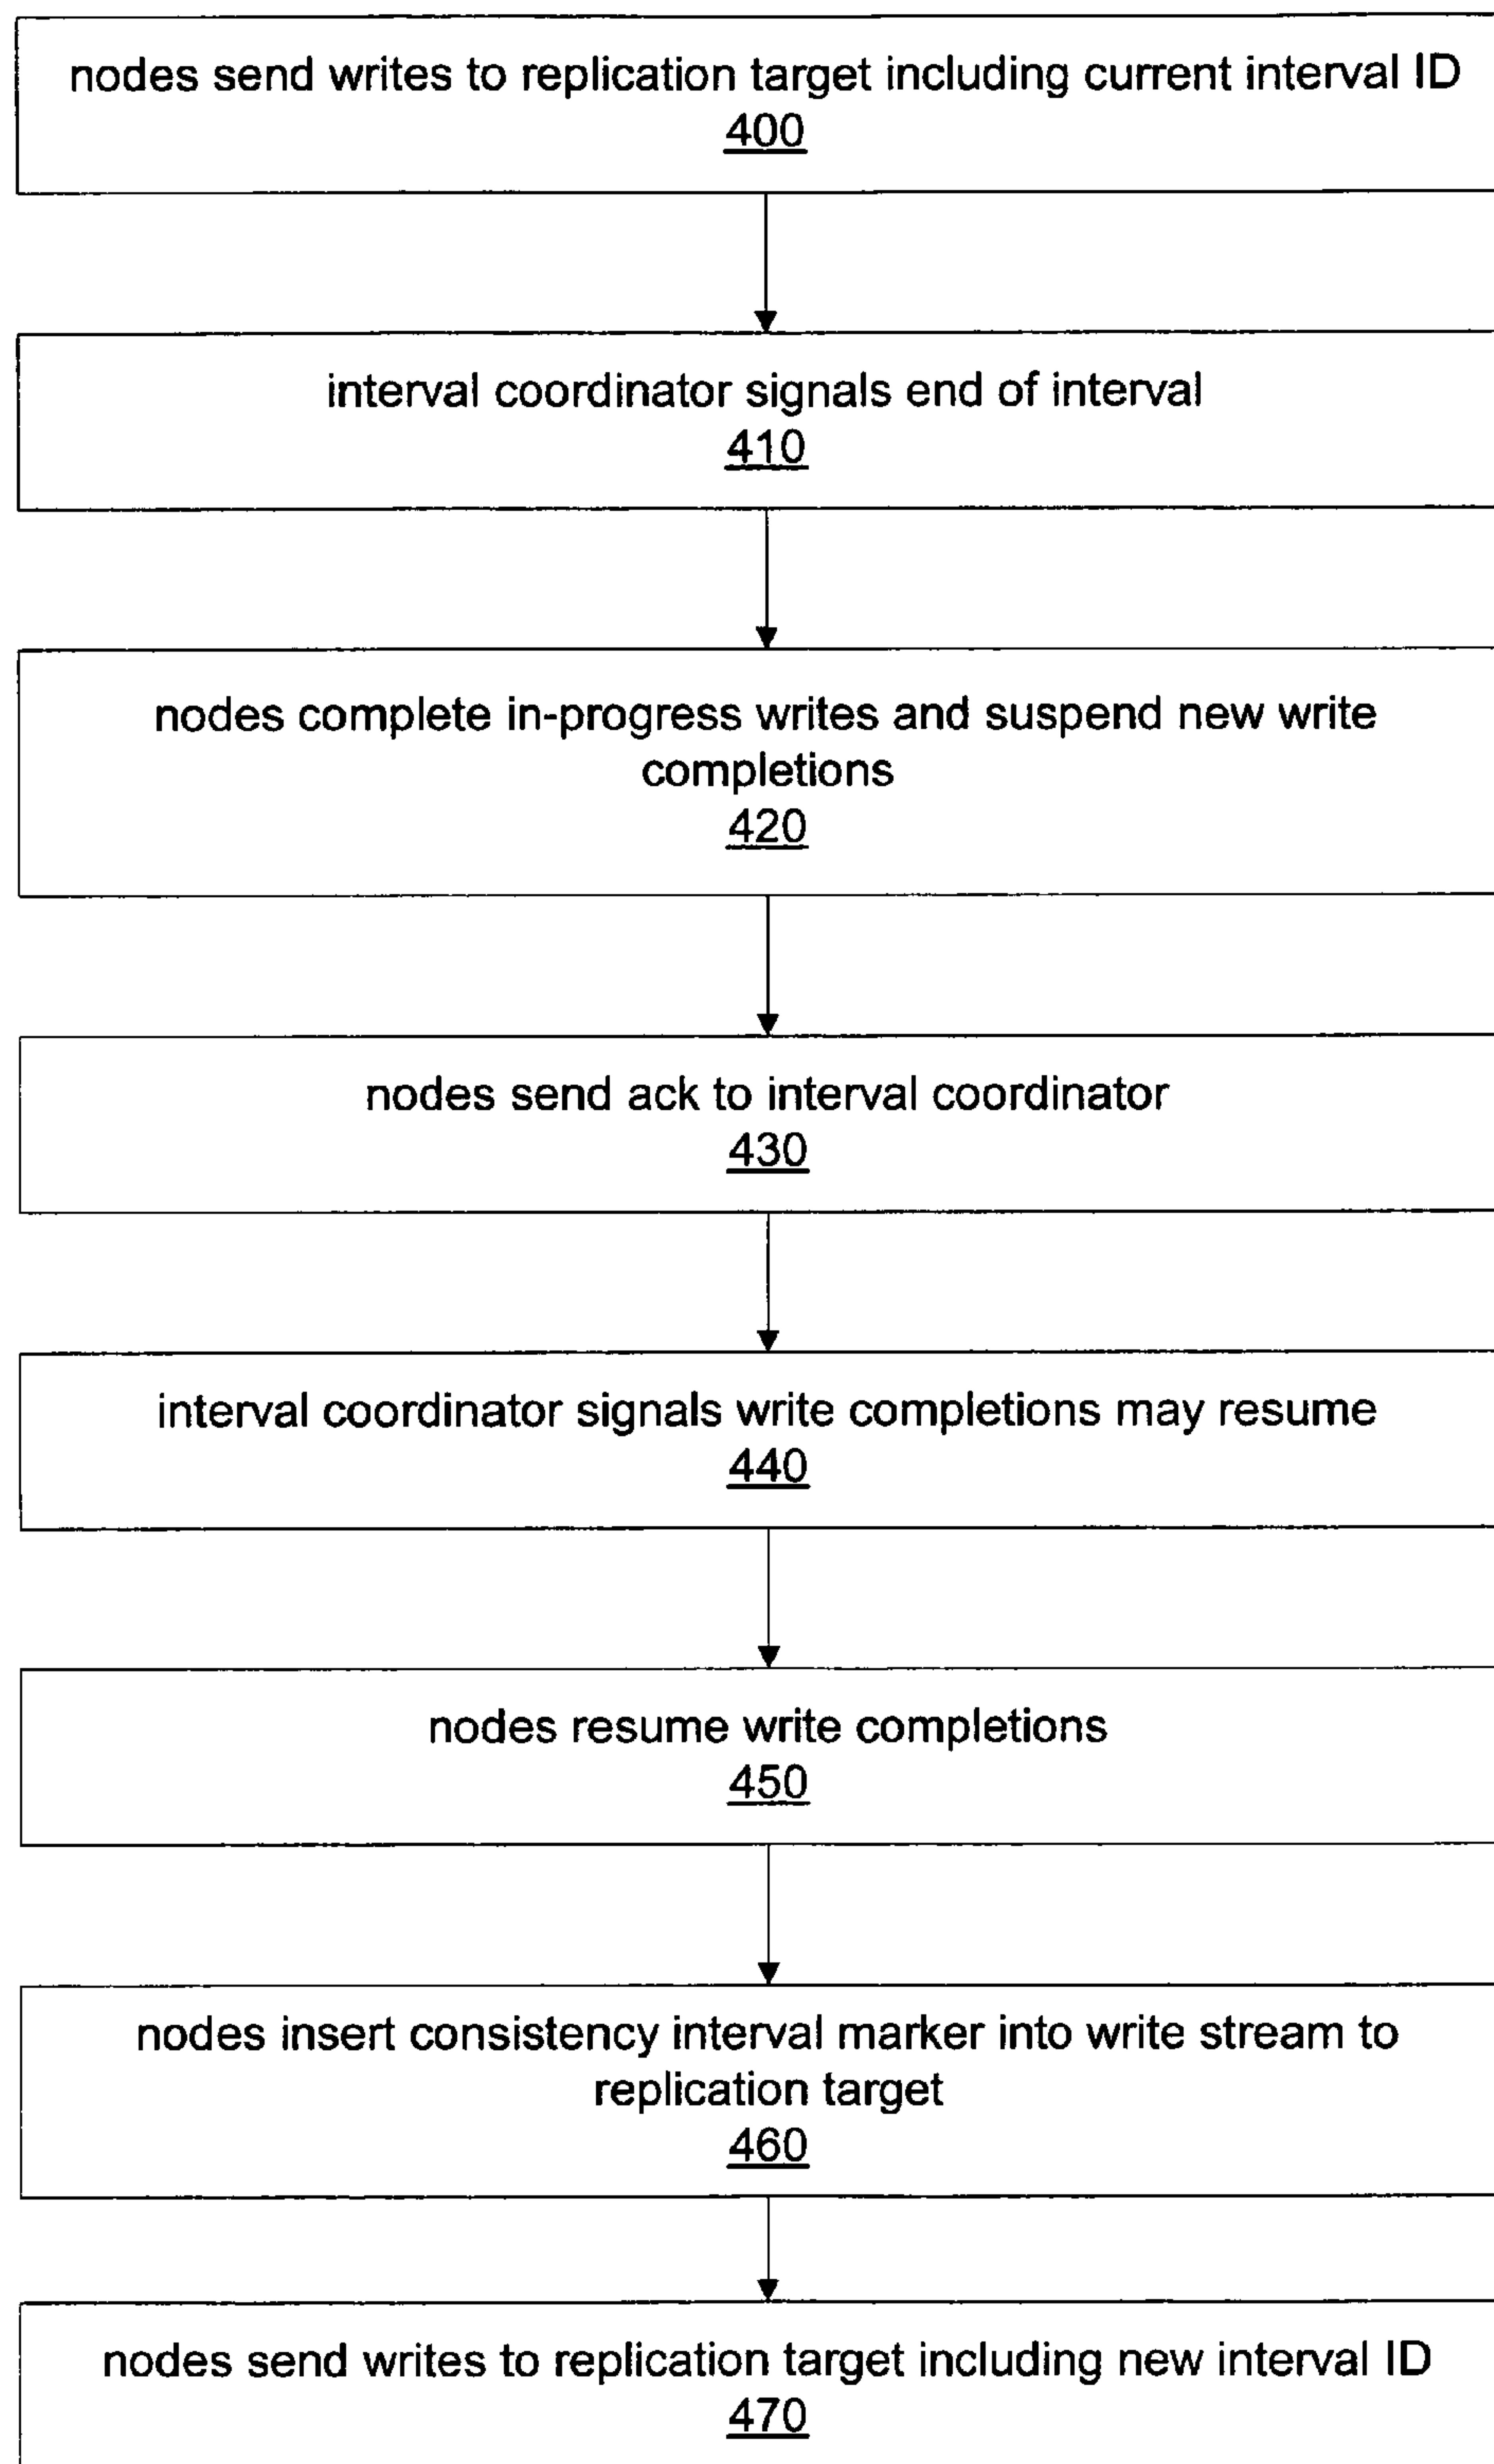 nodes send writes to replication target including current interval ID
400
interval coordinator signals end of interval
410
nodes complete in-progress writes and suspend new write
completions
420
nodes send ack to interval coordinator
430
interval coordinator signals write completions may resume
440
nodes resume write completions
450
nodes insert consistency interval marker into write stream to
replication target
460
nodes send writes to replication target including new interval ID
470